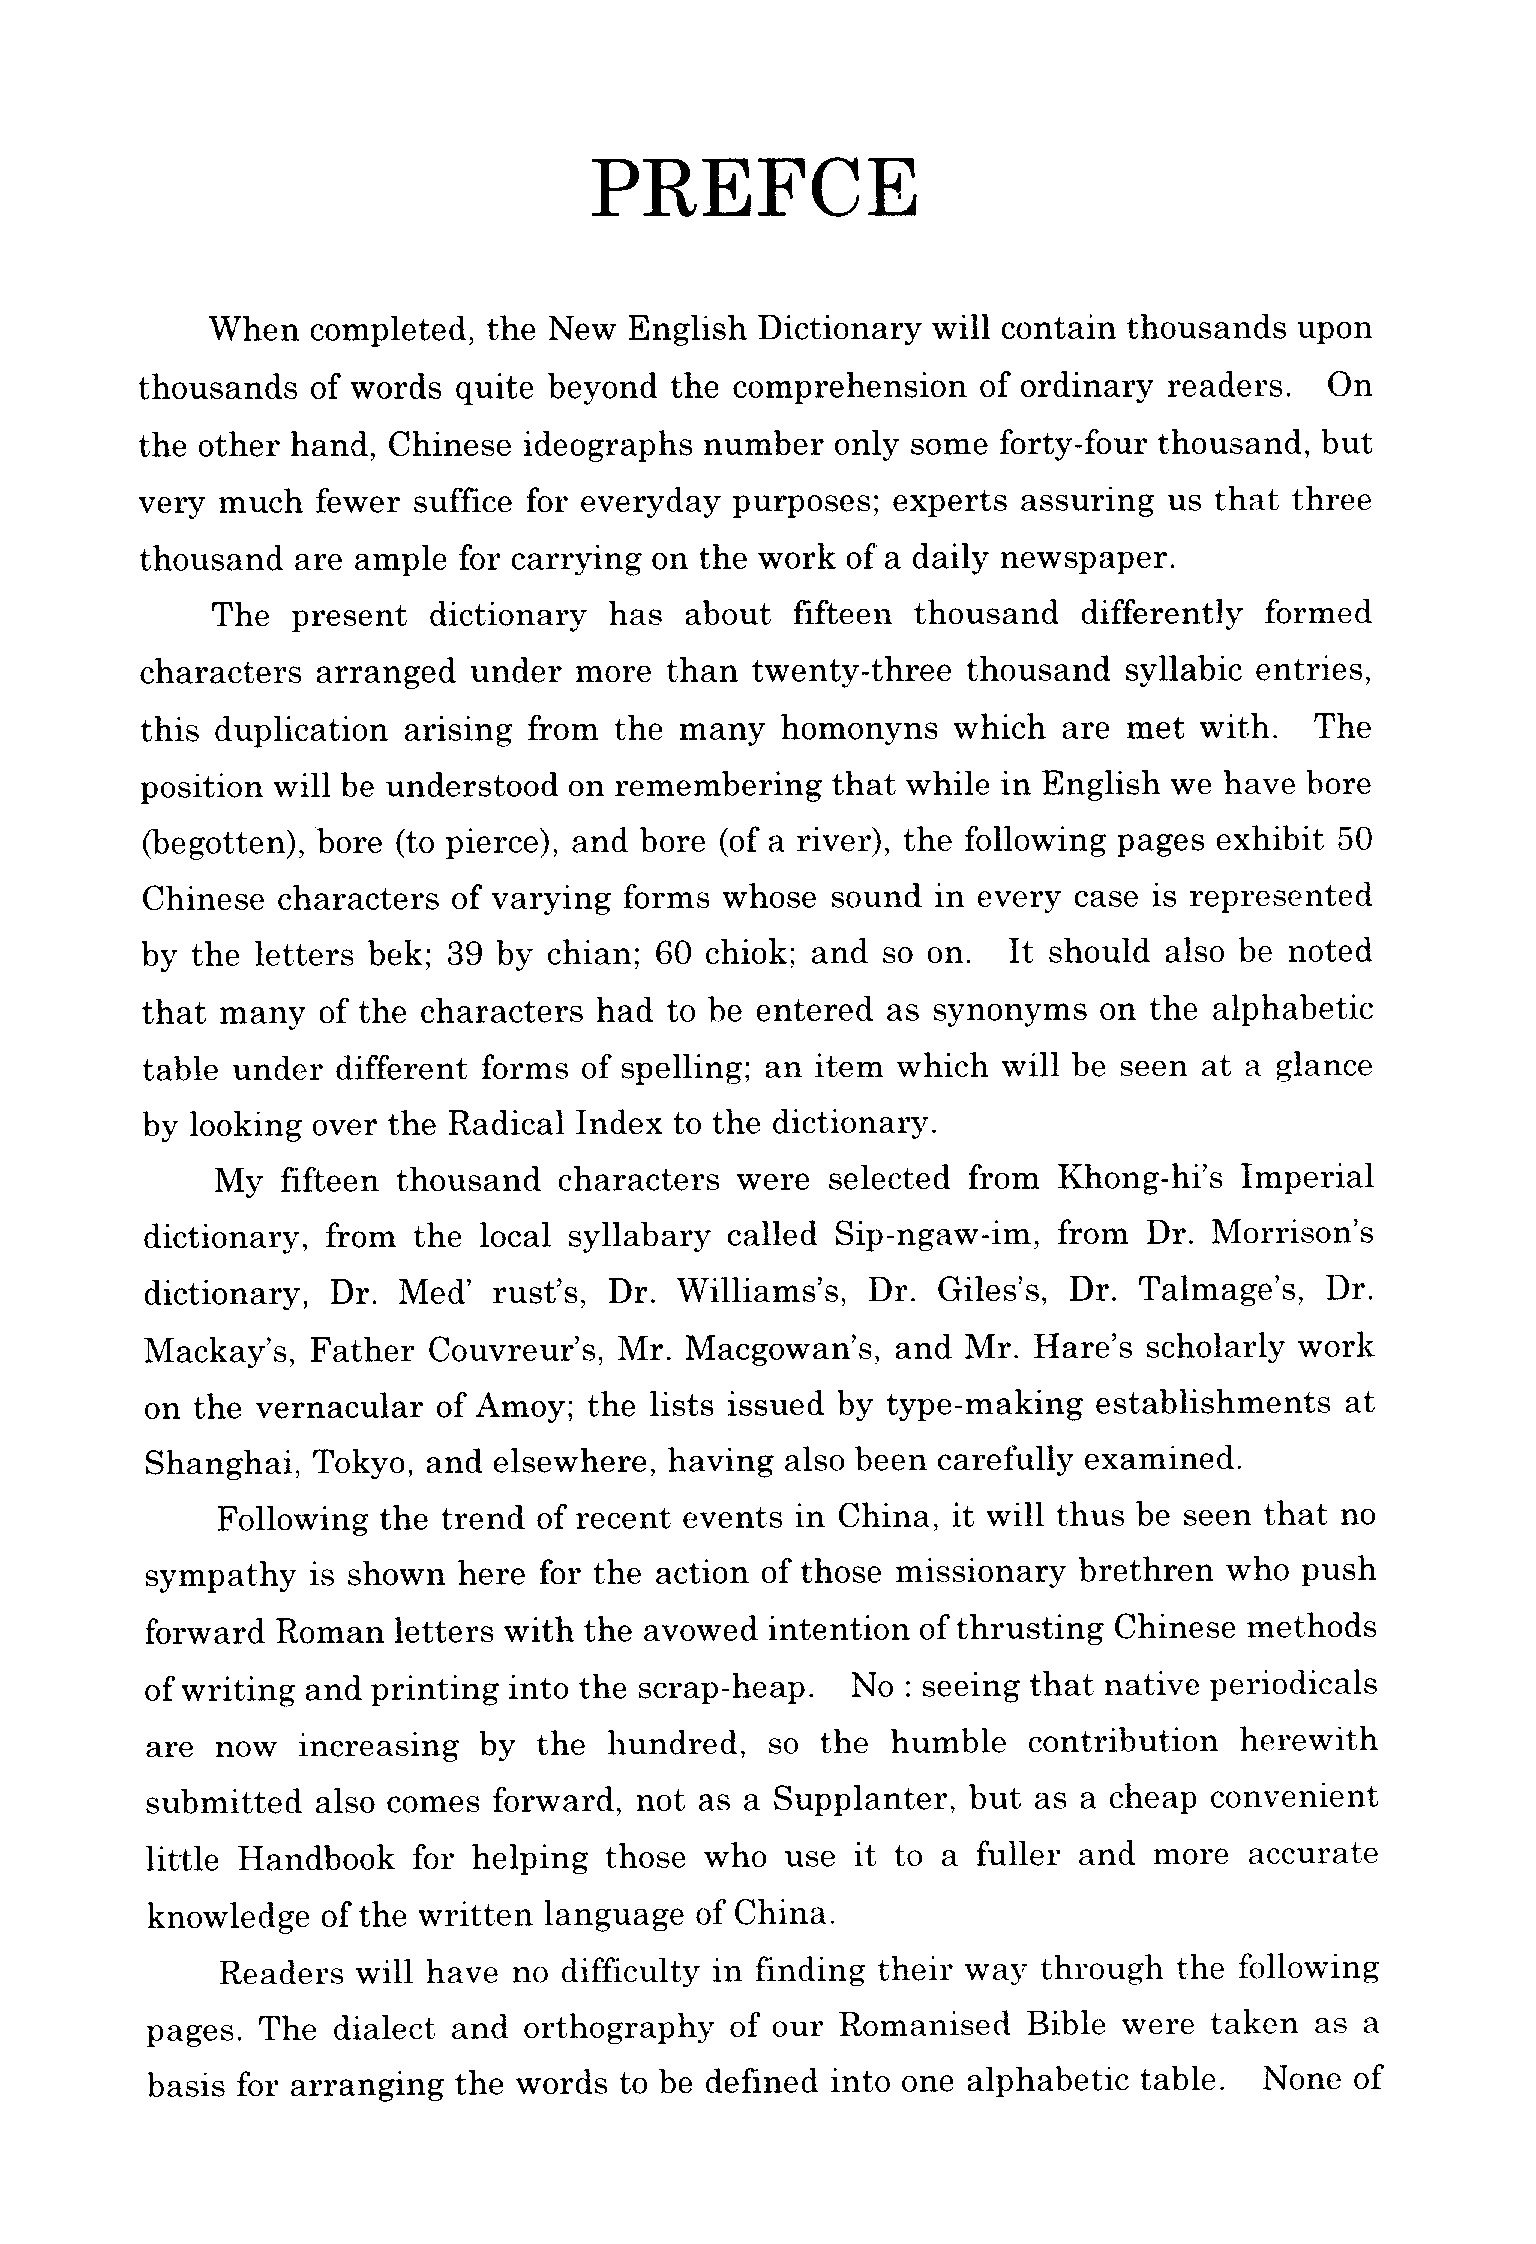 PREFCE
When completed, the New English Dictionary will contain thousands upon
thousands of words quite beyond the comprehension of ordinary readers. On
the other hand, Chinese ideographs number only some forty-four thousand, but
very much fewer suffice for everyday purposes; experts assuring us that three
thousand are ample for carrying on the work of a daily newspaper.
The present dictionary has about fifteen thousand differently formed
characters arranged under more than twenty-three thousand syllabic entries,
this duplication arising from the many homonyns which are met with. The
position will be understood on remembering that while in English we have bore
(begotten), bore (to pierce), and bore (of a river), the following pages exhibit 50
Chinese characters of varying forms whose sound in every case is represented
by the letters bek; 39 by chian; 60 chiok; and so on. It should also be noted
that many of the characters had to be entered as synonyms on the alphabetic
table under different forms of spelling; an item which will be seen at a glance
by looking over the Radical Index to the dictionary.
My fifteen thousand characters were selected from Khong-hi's Imperial
dictionary, from the local syllabary called Sip-ngaw-im, from Dr. Morrison's
dictionary, Dr. Med' rust's, Dr. Williams's, Dr. Giles's, Dr. Talmage's, Dr.
Mackay's, Father Couvreur's, Mr. Macgowan's, and Mr. Hare's scholarly work
on the vernacular of Amoy; the lists issued by type-making establishments at
Shanghai, Tokyo, and elsewhere, having also been carefully examined.
Following the trend of recent events in China, it will thus be seen that no
sympathy is shown here for the action of those missionary brethren who push
forward Roman letters with the avowed intention of thrusting Chinese methods
of writing and printing into the scrap-heap. No : seeing that native periodicals
are now increasing by the hundred, so the humble contribution herewith
submitted also comes forward, not as a Supplanter, but as a cheap convenient
little Handbook for helping those who use it to a fuller and more accurate
knowledge of the written language of China.
Readers will have no difficulty in finding their way through the following
pages. The dialect and orthography of our Romanised Bible were taken as a
basis for arranging the words to be defined into one alphabetic table. None of